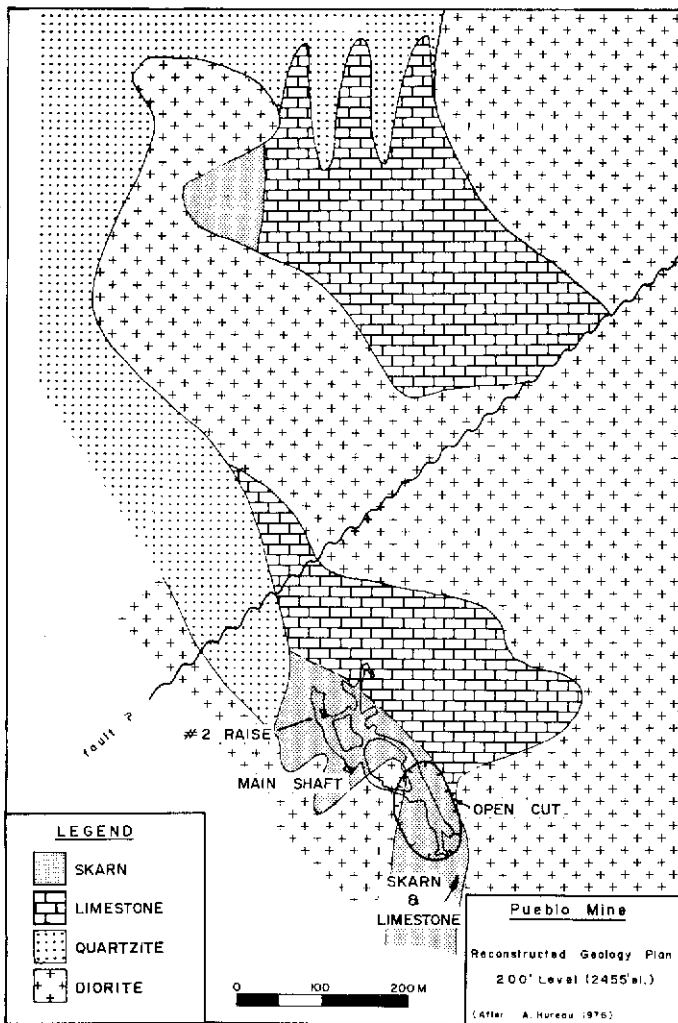 fault ?
#2 RAISE
MAIN SHAFT
OPEN CUT
SKARN
&
LIMESTONE
LEGEND
SKARN
LIMESTONE
QUARTZITE
DIORITE
0 100 200 M
Pueblo Mine
Reconstructed Geology Plan
200' Level (2455'el.)
(After A. Hureau 1976)